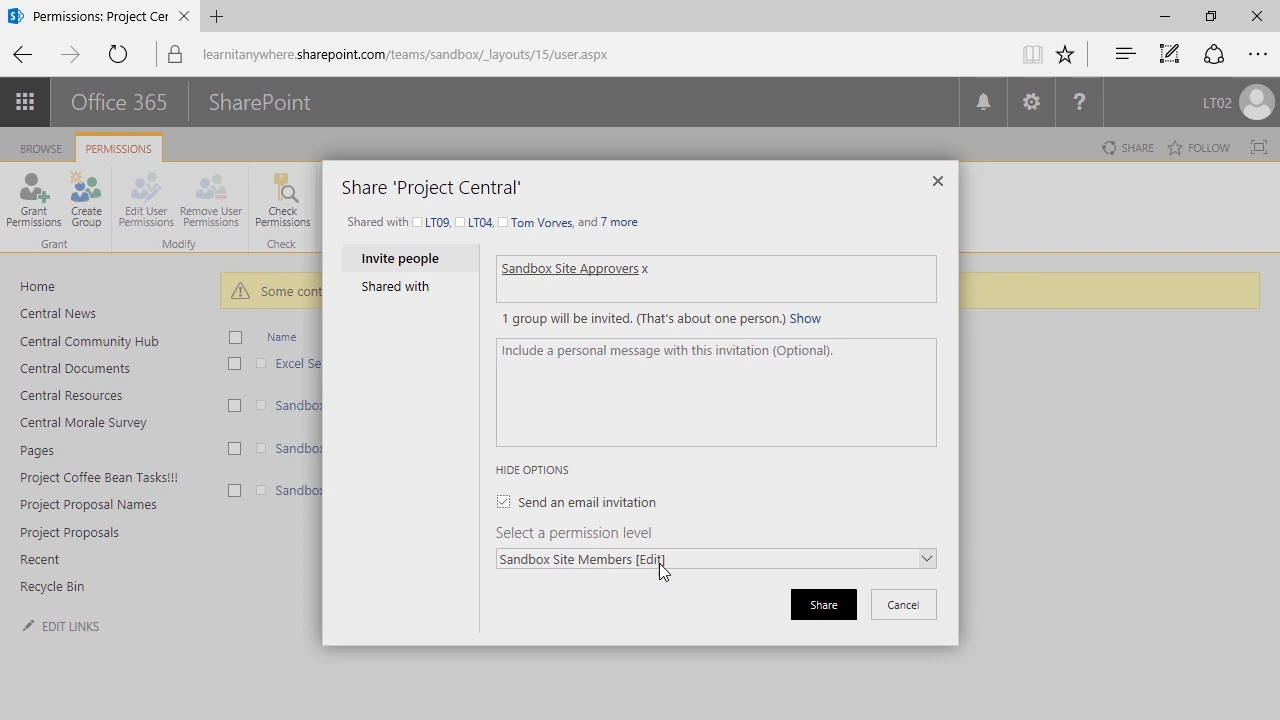 Permissions: Project Cer
learnitanywhere.sharepoint.com/teams/sandbox/_layouts/15/user.aspx
Office 365
SharePoint
?
LT02
BROWSE
PERMISSIONS
SHARE
FOLLOW
Grant Permissions
Create Group
Edit User Permissions
Remove User Permissions
Check Permissions
Grant
Modify
Check
Home
Central News
Central Community Hub
Central Documents
Central Resources
Central Morale Survey
Pages
Project Coffee Bean Tasks!!!
Project Proposal Names
Project Proposals
Recent
Recycle Bin
EDIT LINKS
Some cont
Name
Excel Se
Sandbox
Sandbox
Sandbox
Share 'Project Central'
Shared with LT09, LT04, Tom Vorves, and 7 more
Invite people
Shared with
Sandbox Site Approvers x
1 group will be invited. (That's about one person.) Show
Include a personal message with this invitation (Optional).
HIDE OPTIONS
Send an email invitation
Select a permission level
Sandbox Site Members [Edit]
Share
Cancel